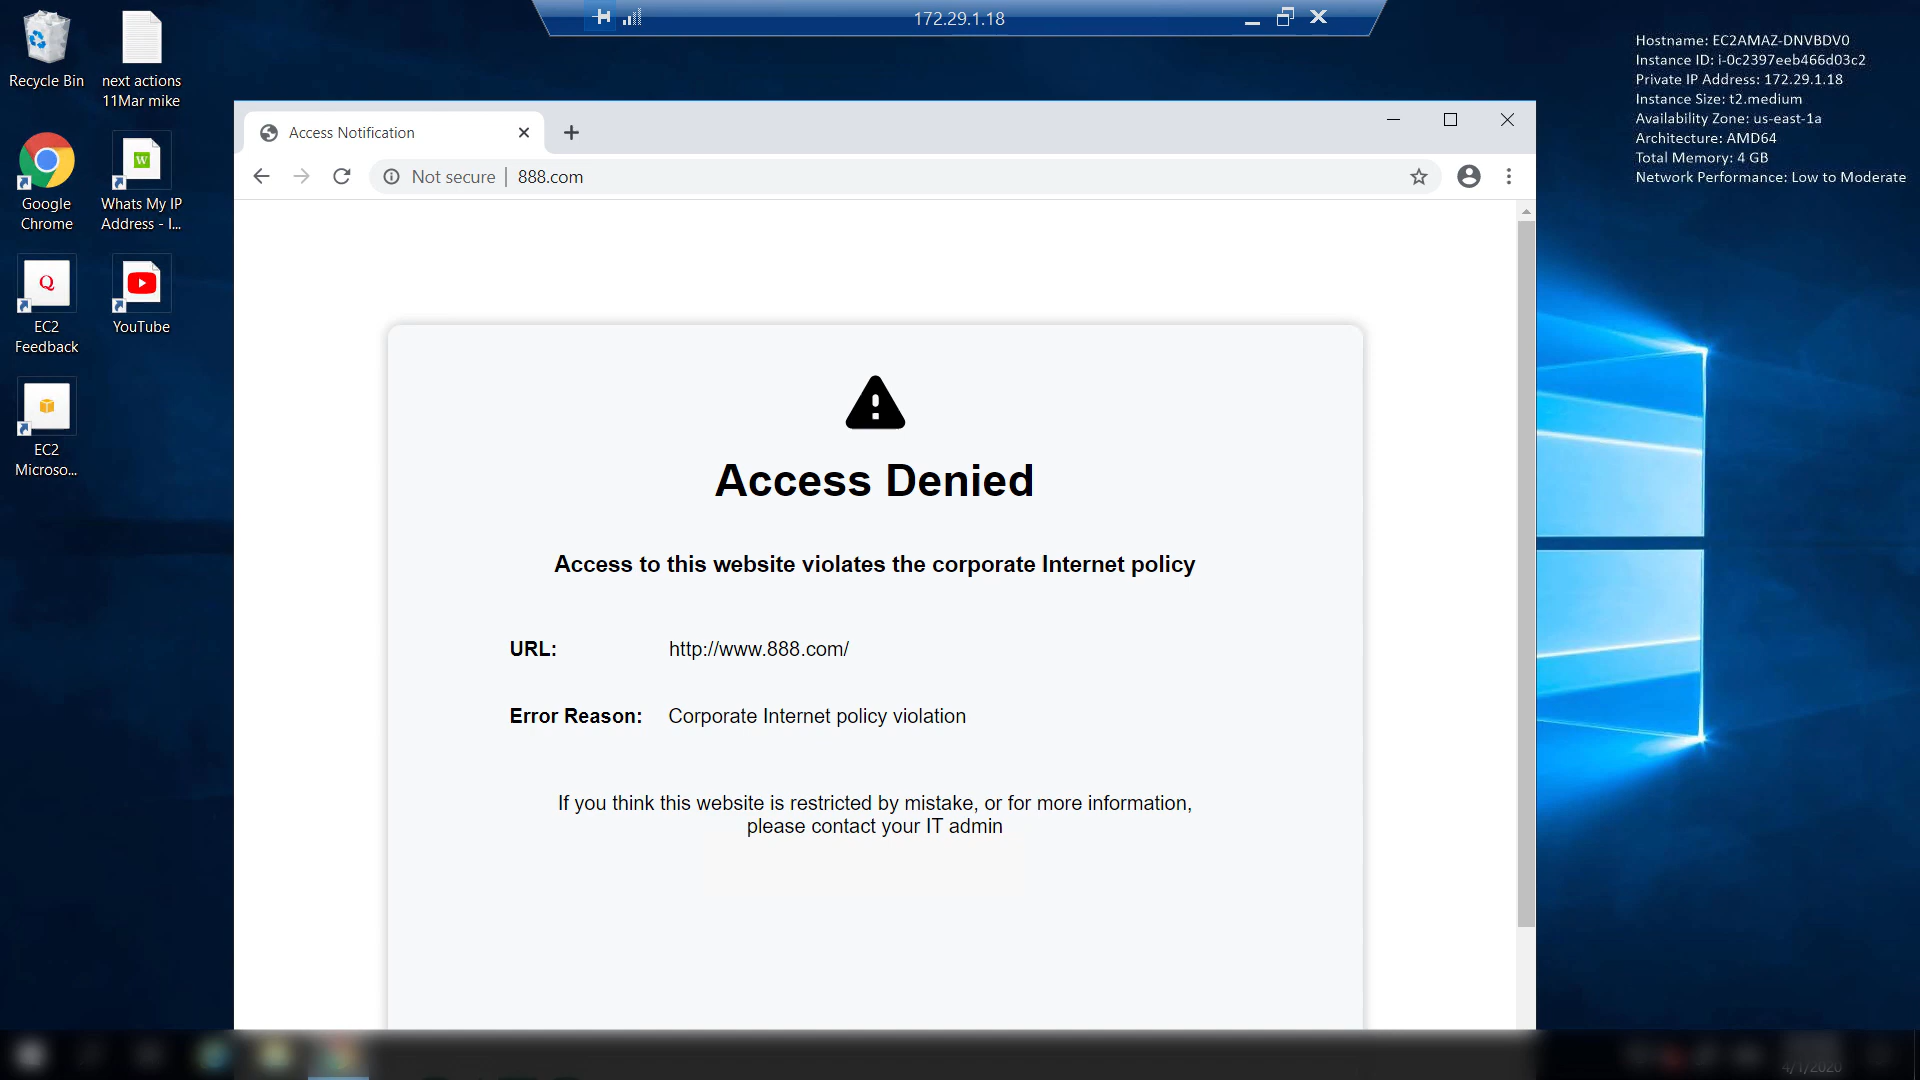 172.29.1.18
Hostname: EC2AMAZ-DNVBDV0
Instance ID: i-0c2397eeb466d03c2
Private IP Address: 172.29.1.18
Instance Size: t2.medium
Availability Zone: us-east-1a
Architecture: AMD64
Total Memory: 4 GB
Network Performance: Low to Moderate
Recycle Bin
next actions
11Mar mike
Google
Chrome
Whats My IP
Address - I...
EC2
Feedback
YouTube
EC2
Microso...
Access Notification
Not secure
888.com
Access Denied
Access to this website violates the corporate Internet policy
URL:
http://www.888.com/
Error Reason:
Corporate Internet policy violation
If you think this website is restricted by mistake, or for more information,
please contact your IT admin
4/1/2020